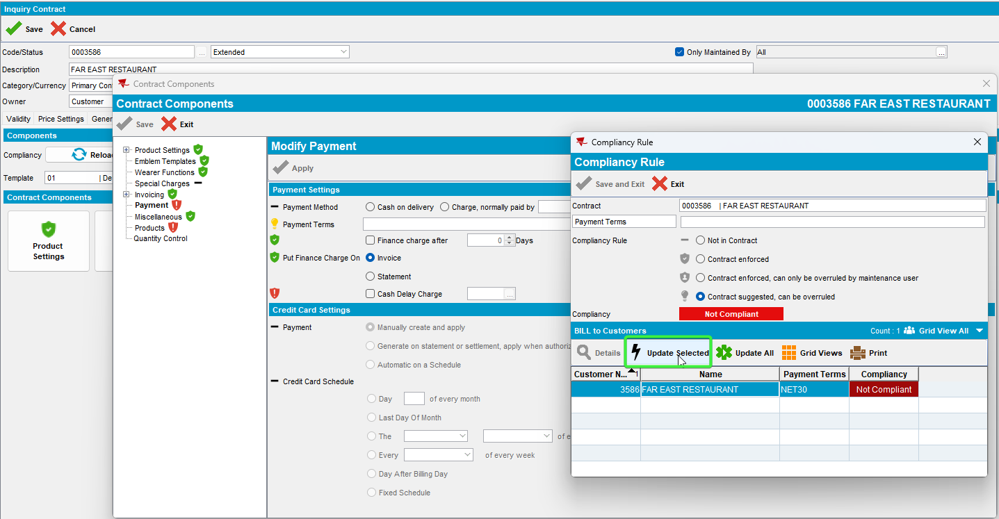 Inquiry Contract
Save Cancel
Code/Status 0003586 ... Extended Only Maintained By All ...
Description FAR EAST RESTAURANT
Category/Currency Primary Con
Owner Customer
Validity Price Settings Gener
Components
Compliancy Reloa
Template 01 | De
Contract Components
Product
Settings
Contract Components
Contract Components 0003586 FAR EAST RESTAURANT
Save Exit
Product Settings
Emblem Templates
Wearer Functions
Special Charges
Invoicing
Payment
Miscellaneous
Products
Quantity Control
Modify Payment
Apply
Payment Settings
Payment Method Cash on delivery Charge, normally paid by
Payment Terms
Finance charge after 0 Days
Put Finance Charge On Invoice
Statement
Cash Delay Charge ...
Credit Card Settings
Payment Manually create and apply
Generate on statement or settlement, apply when authoriz
Automatic on a Schedule
Credit Card Schedule
Day of every month
Last Day Of Month
The of e
Every of every week
Day After Billing Day
Fixed Schedule
Compliancy Rule
Compliancy Rule
Save and Exit Exit
Contract 0003586 | FAR EAST RESTAURANT
Payment Terms
Compliancy Rule Not in Contract
Contract enforced
Contract enforced, can only be overruled by maintenance user
Contract suggested, can be overruled
Compliancy Not Compliant
BILL to Customers Count : 1 Grid View All
Details Update Selected Update All Grid Views Print
Customer N... 1 Name Payment Terms Compliancy
3586 FAR EAST RESTAURANT NET30 Not Compliant